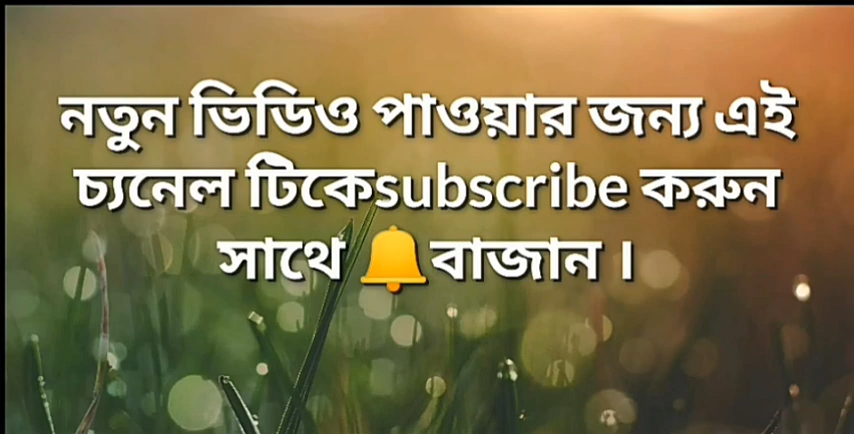 নতুন ভিডিও পাওয়ার জন্য এই
চ্যনেল টিকেsubscribe করুন
সাথে 🔔বাজান।